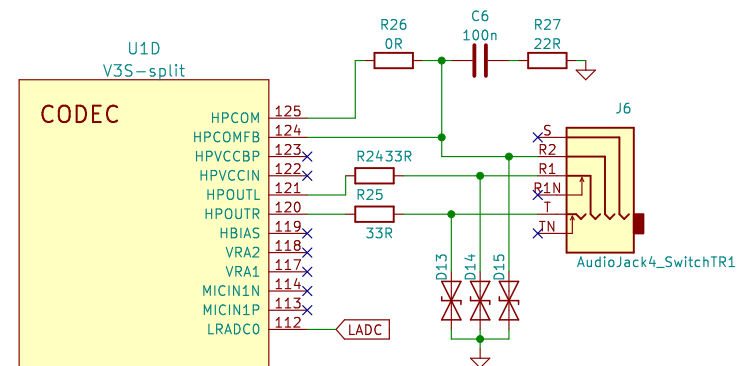 C6
R26
R27
100n
0R
22R
U1D
V3S-split
CODEC
HPCOM 125
HPCOMFB 124
HPVCCBP 123
HPVCCIN 122
HPOUTL 121
HPOUTR 120
HBIAS 119
VRA2 118
VRA1 117
MICIN1N 114
MICIN1P 113
LRADC0 112
LADC
R24 33R
R25
33R
J6
S
R2
R1
R1N
T
TN
AudioJack4_SwitchTR1
D13
D14
D15